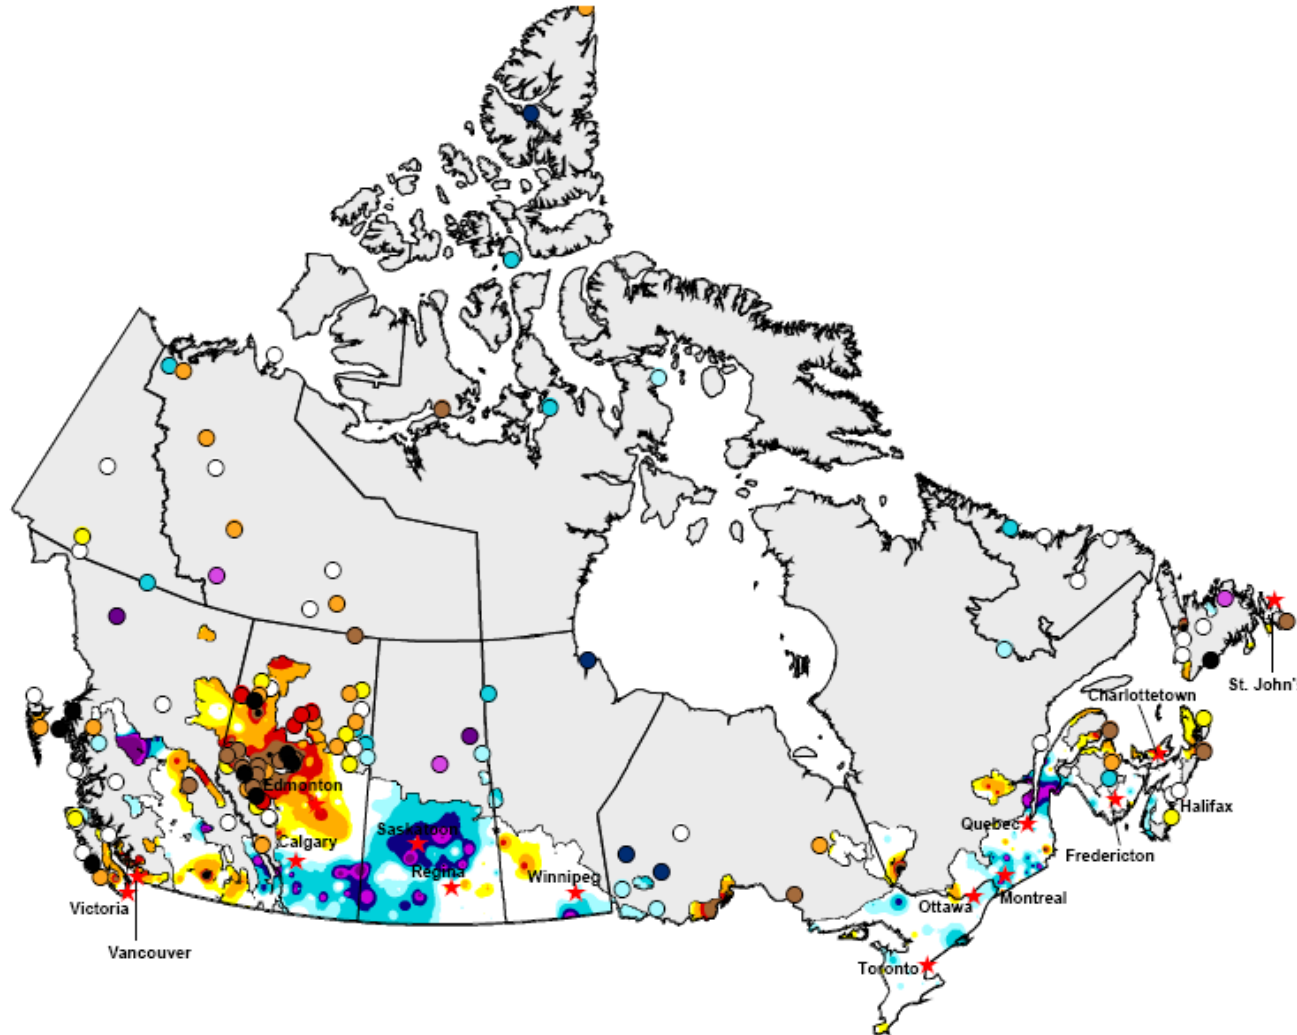 St. John'
Charlottetown
Edmonton
Halifax
Quebec
Saskatoon
Calgary
Fredericton
Regina
Winnipeg
Montreal
Ottawa
Victoria
Vancouver
Toronto